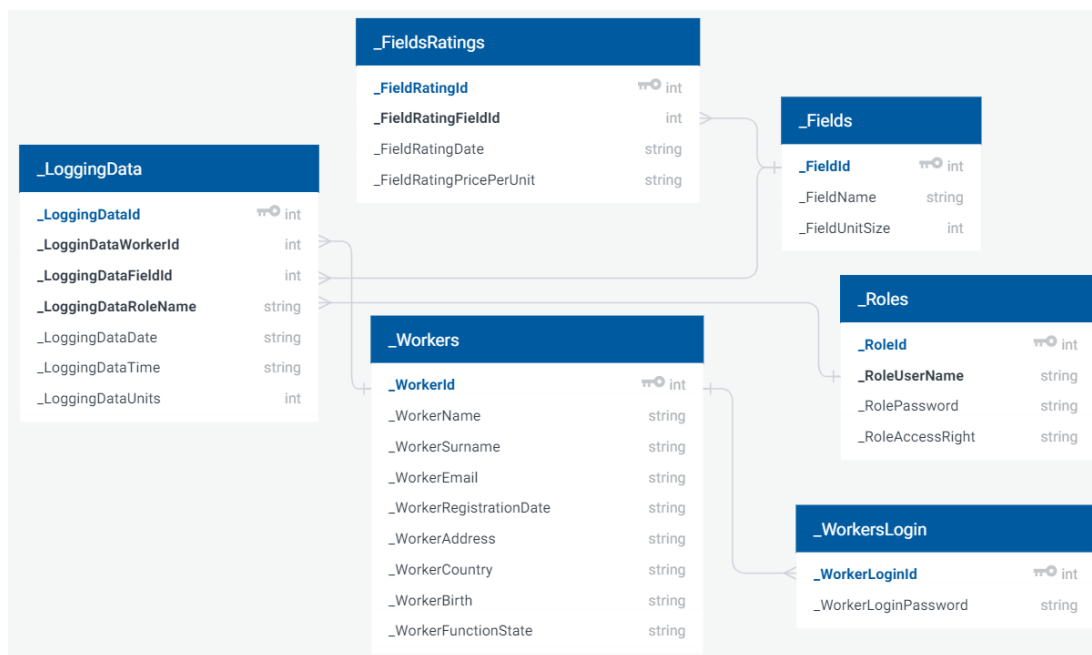 _FieldsRatings
_FieldRatingId int
_FieldRatingFieldId int
_FieldRatingDate string
_FieldRatingPricePerUnit string
_Fields
_FieldId int
_FieldName string
_FieldUnitSize int
_LoggingData
_LoggingDataId int
_LogginDataWorkerId int
_LoggingDataFieldId int
_LoggingDataRoleName string
_LoggingDataDate string
_LoggingDataTime string
_LoggingDataUnits int
_Roles
_RoleId int
_RoleUserName string
_RolePassword string
_RoleAccessRight string
_Workers
_WorkerId int
_WorkerName string
_WorkerSurname string
_WorkerEmail string
_WorkerRegistrationDate string
_WorkerAddress string
_WorkerCountry string
_WorkerBirth string
_WorkerFunctionState string
_WorkersLogin
_WorkerLoginId int
_WorkerLoginPassword string